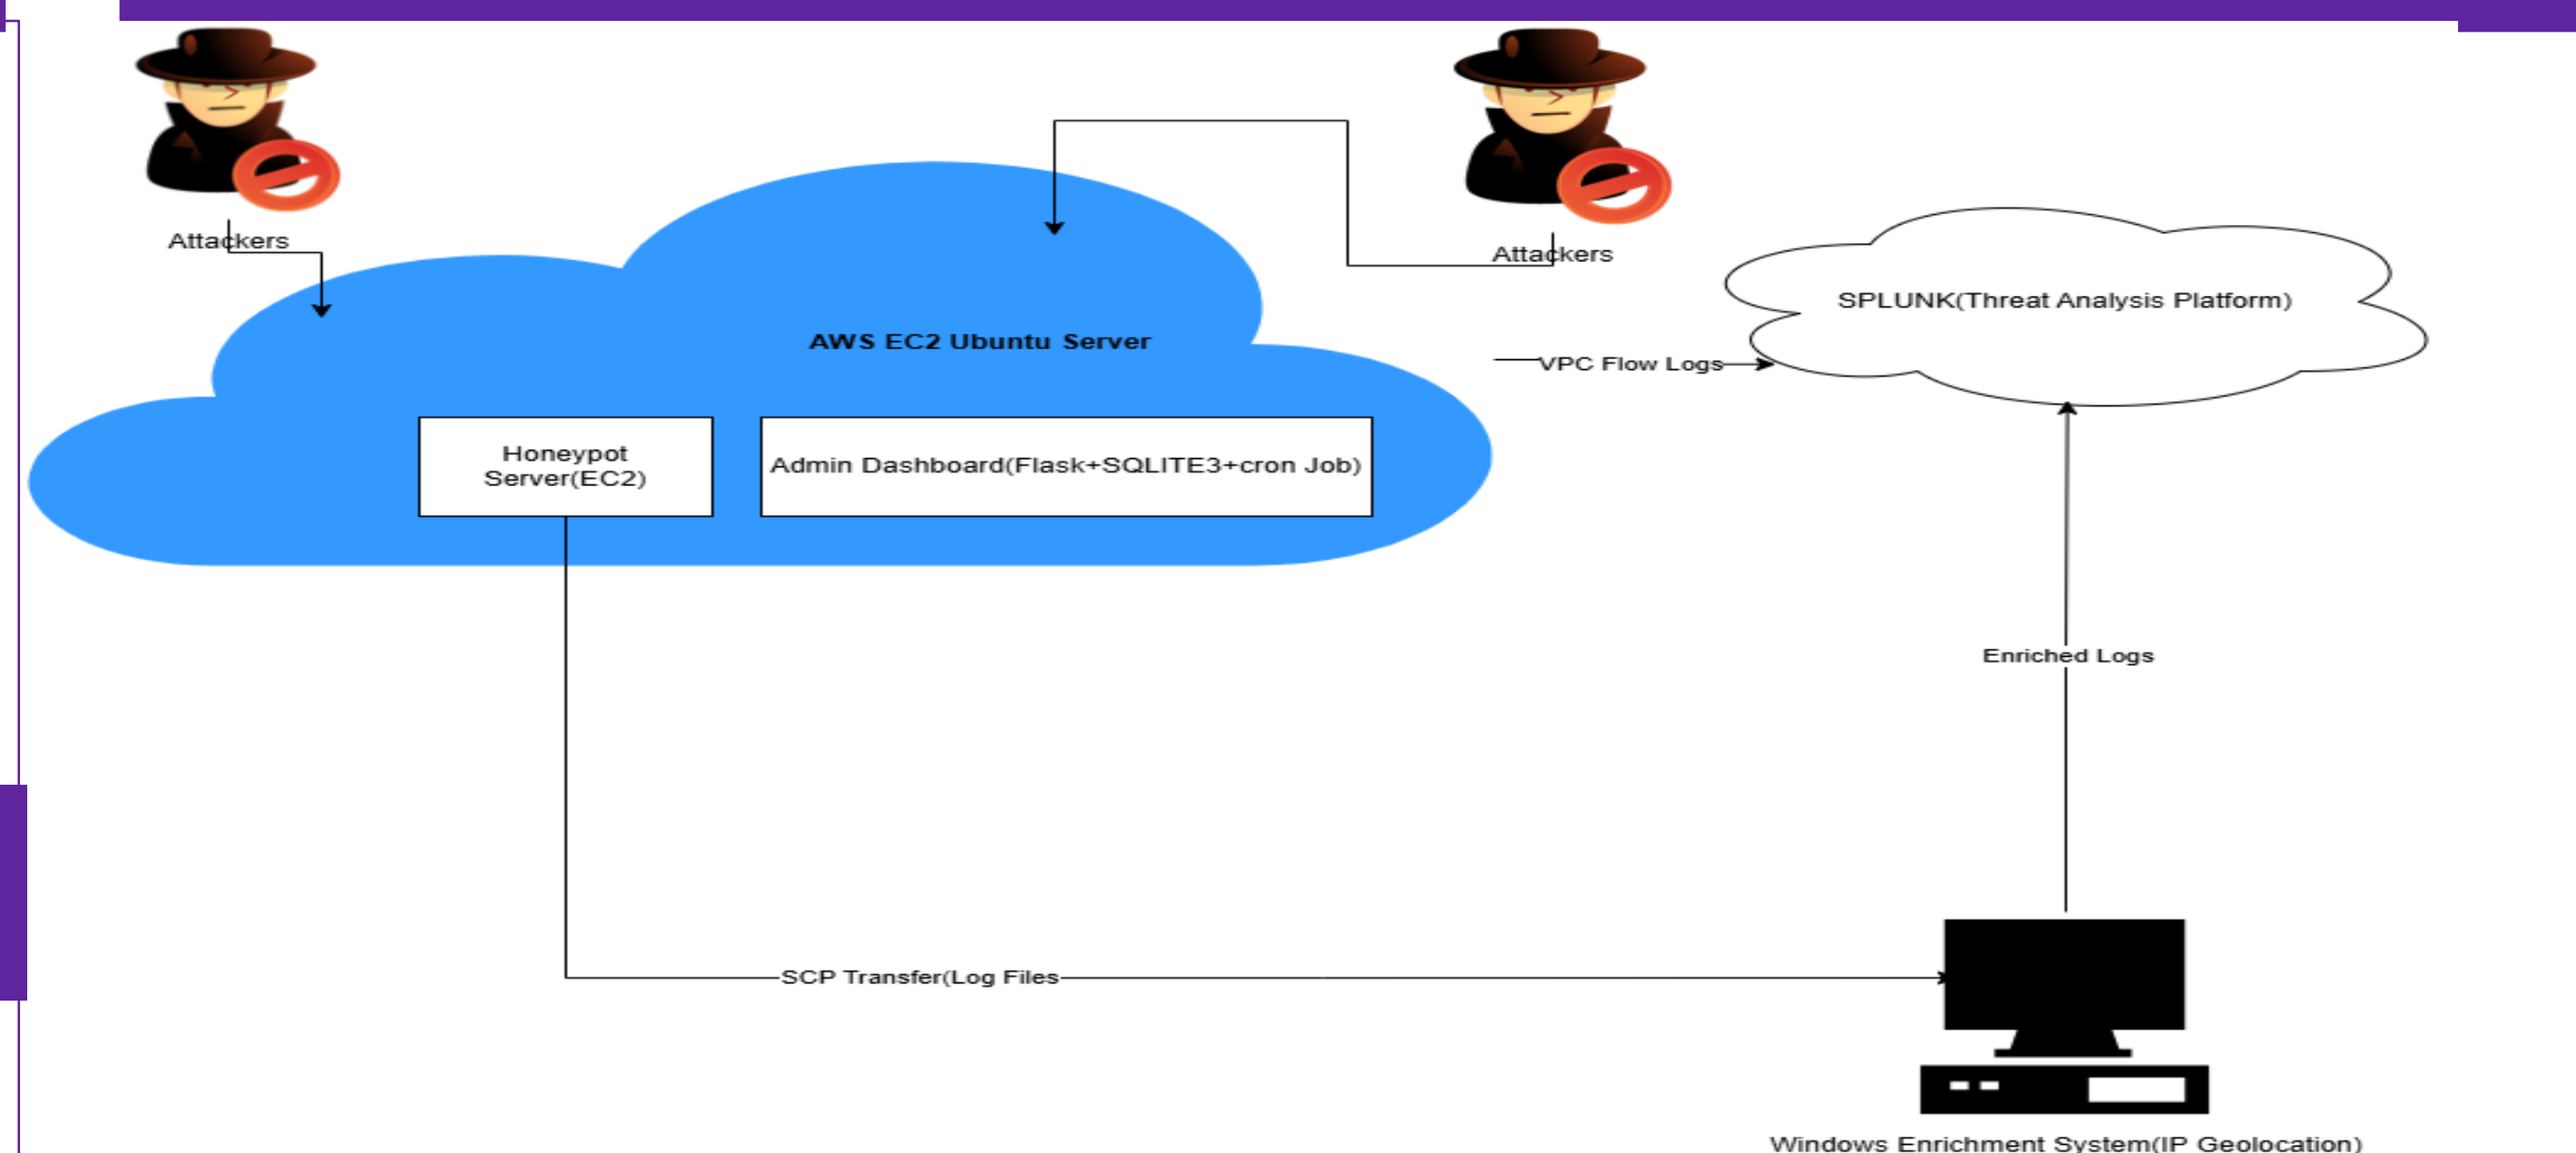 Attackers
Attackers
SPLUNK(Threat Analysis Platform)
AWS EC2 Ubuntu Server
VPC Flow Logs
Honeypot
Server(EC2)
Admin Dashboard(Flask+SQLITE3+cron Job)
Enriched Logs
SCP Transfer(Log Files
Windows Enrichment System(IP Geolocation)